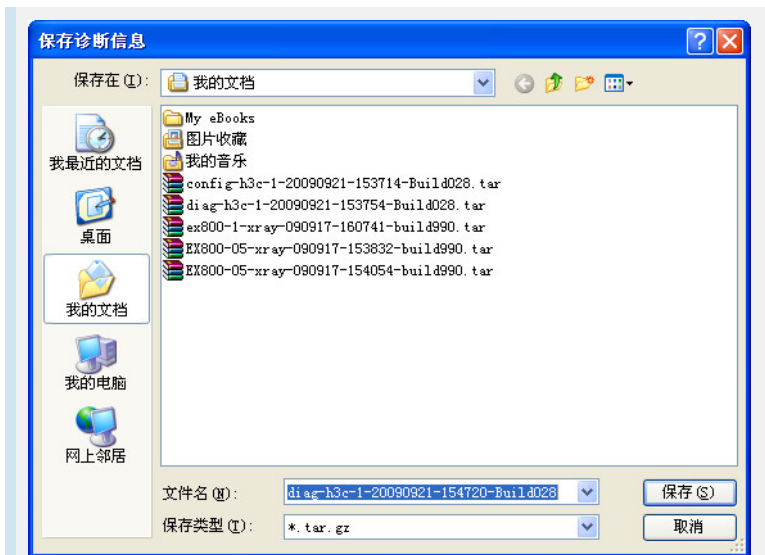 保存诊断信息
保存在(I):
我的文档
我最近的文档
桌面
我的文档
我的电脑
网上邻居
My eBooks
图片收藏
我的音乐
config-h3c-1-20090921-153714-Build028.tar
diag-h3c-1-20090921-153754-Build028.tar
ex800-1-xray-090917-160741-build990.tar
EX800-05-xray-090917-153832-build990.tar
EX800-05-xray-090917-154054-build990.tar
文件名(N):
diag-h3c-1-20090921-154720-Build028
保存(S)
保存类型(T):
*.tar.gz
取消